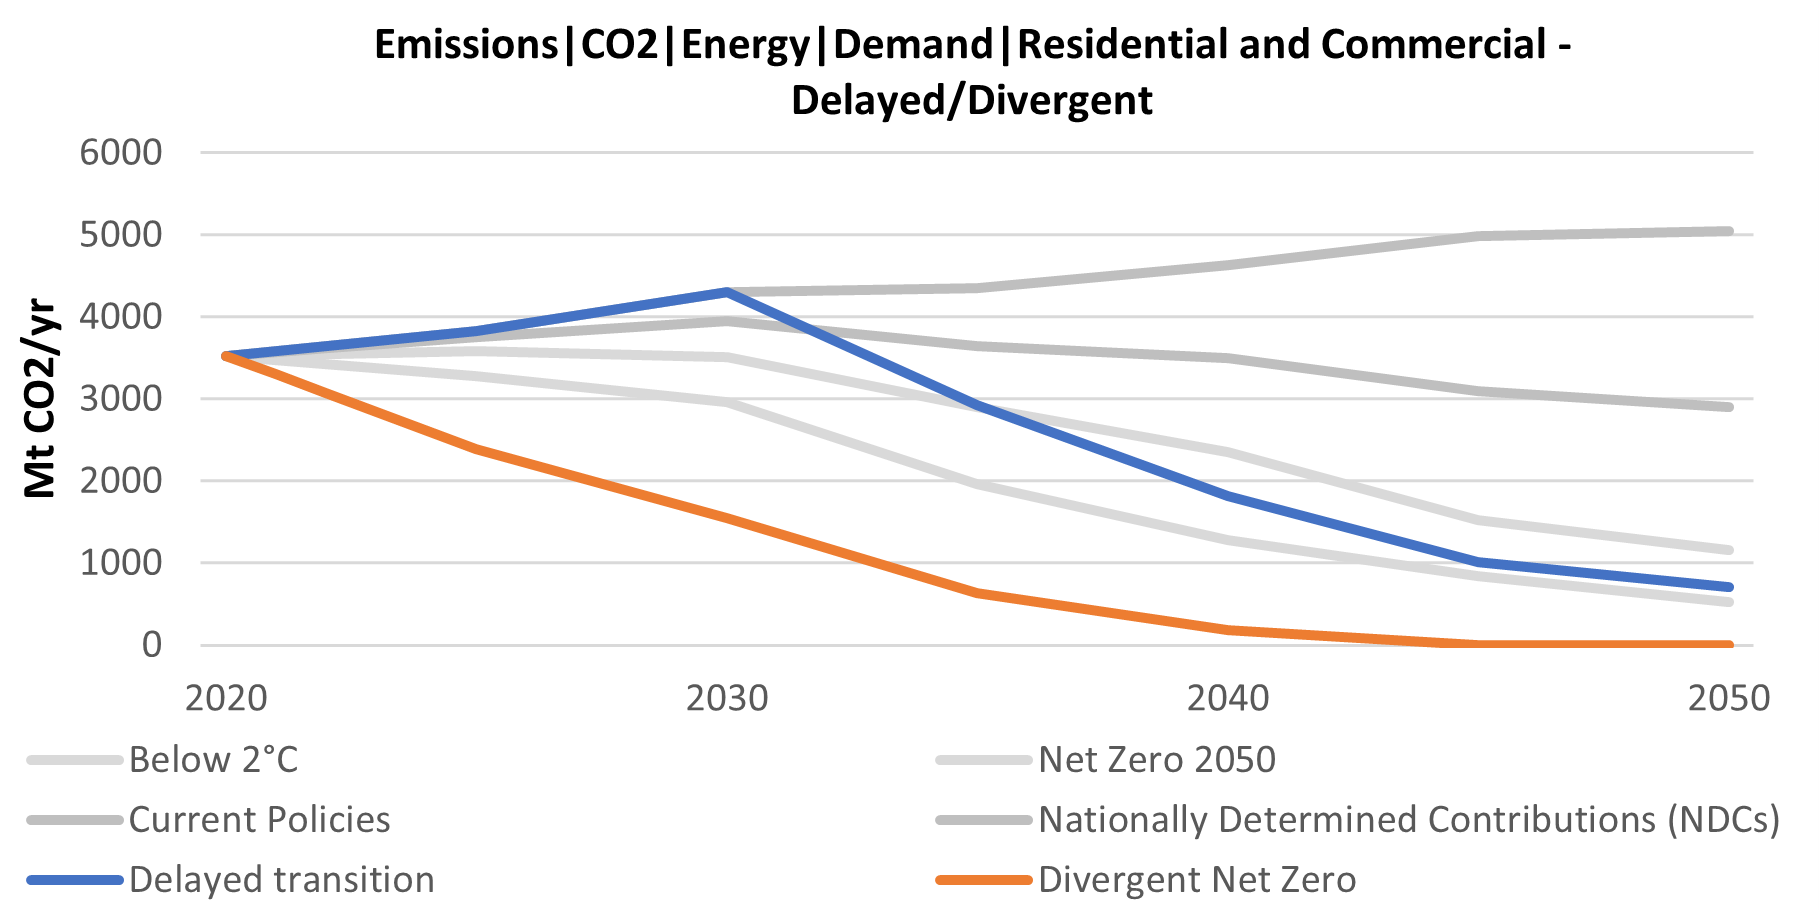 Emissions|CO2|Energy|Demand|Residential and Commercial -
Delayed/Divergent
Mt CO2/yr
6000
5000
4000
3000
2000
1000
0
2020 2030 2040 2050
Below 2°C Net Zero 2050
Current Policies Nationally Determined Contributions (NDCs)
Delayed transition Divergent Net Zero